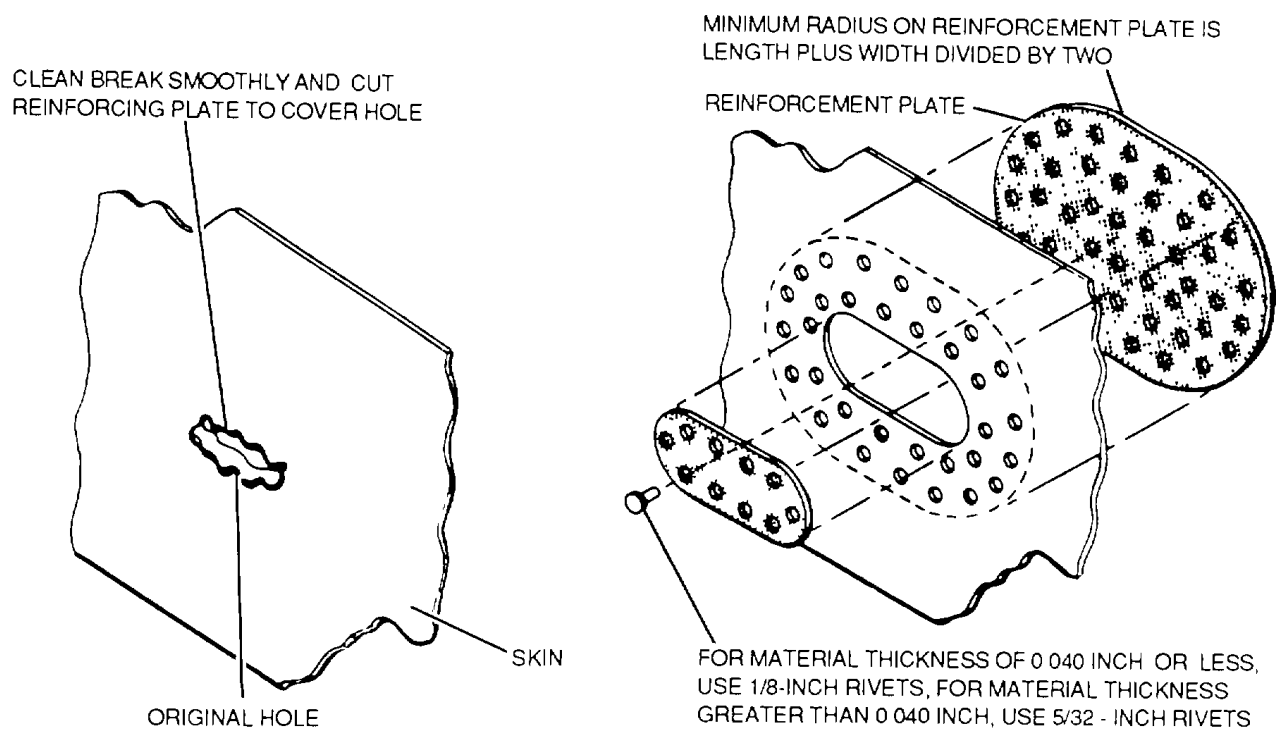 CLEAN BREAK SMOOTHLY AND CUT
REINFORCING PLATE TO COVER HOLE
ORIGINAL HOLE
SKIN
MINIMUM RADIUS ON REINFORCEMENT PLATE IS
LENGTH PLUS WIDTH DIVIDED BY TWO
REINFORCEMENT PLATE
FOR MATERIAL THICKNESS OF 0 040 INCH OR LESS,
USE 1/8-INCH RIVETS, FOR MATERIAL THICKNESS
GREATER THAN 0 040 INCH, USE 5/32 - INCH RIVETS